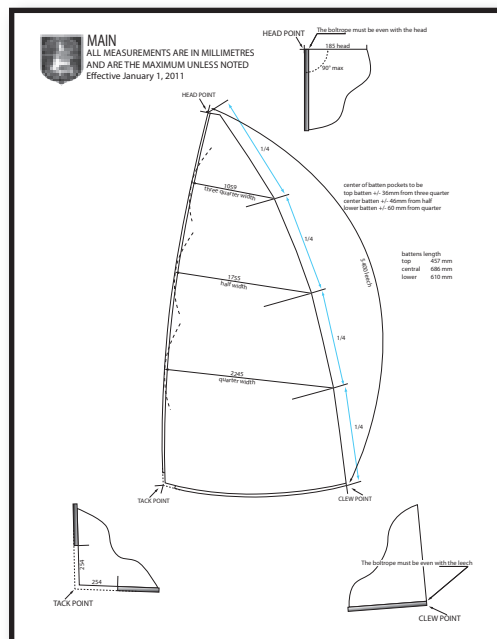 MAIN
ALL MEASUREMENTS ARE IN MILLIMETRES
AND ARE THE MAXIMUM UNLESS NOTED
Effective January 1, 2011
HEAD POINT
The boltrope must be even with the head
185 head
90° max
HEAD POINT
1/4
1059
three quarter width
center of batten pockets to be
top batten +/- 36mm from three quarter
center batten +/- 46mm from half
lower batten +/- 60 mm from quarter
1/4
battens length
top 457 mm
central 686 mm
lower 610 mm
5400 leech
1755
half width
1/4
2245
quarter width
1/4
TACK POINT
CLEW POINT
254
254
TACK POINT
The boltrope must be even with the leech
CLEW POINT